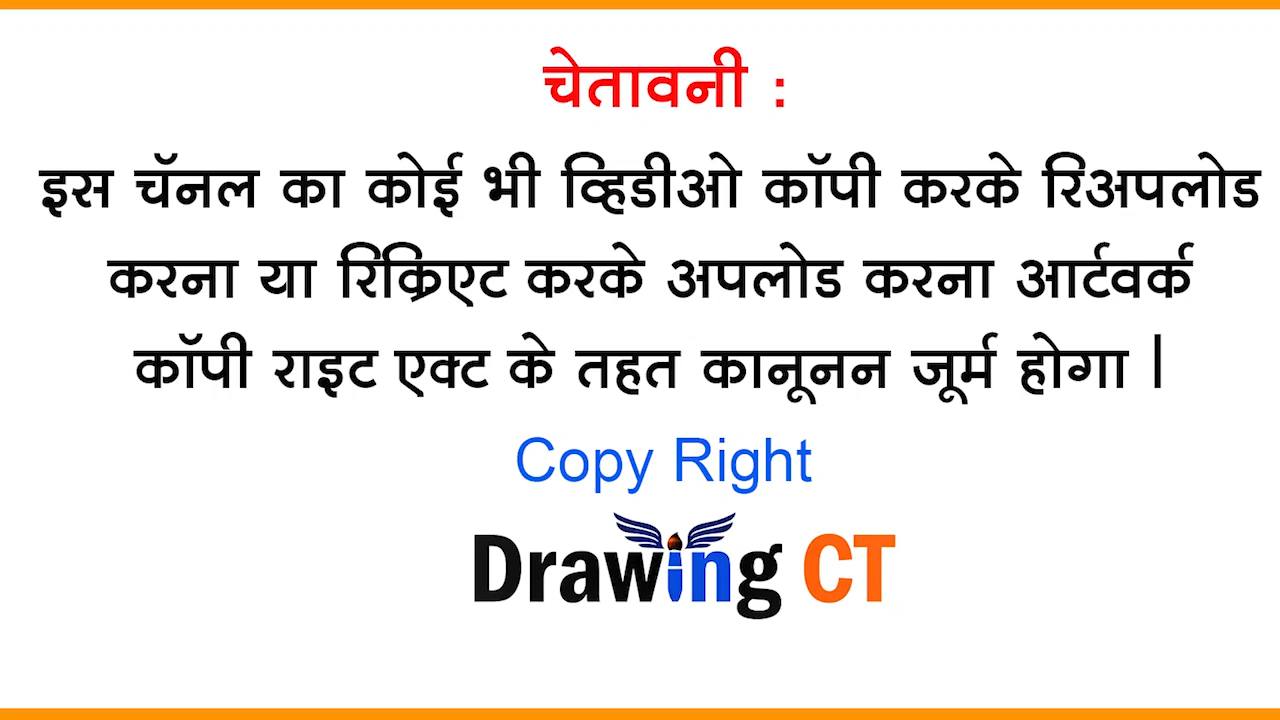 चेतावनी :
इस चॅनल का कोई भी व्हिडीओ कॉपी करके रिअपलोड
करना या रिक्रिएट करके अपलोड करना आर्टवर्क
कॉपी राइट एक्ट के तहत कानूनन जूर्म होगा |
Copy Right
Drawing CT